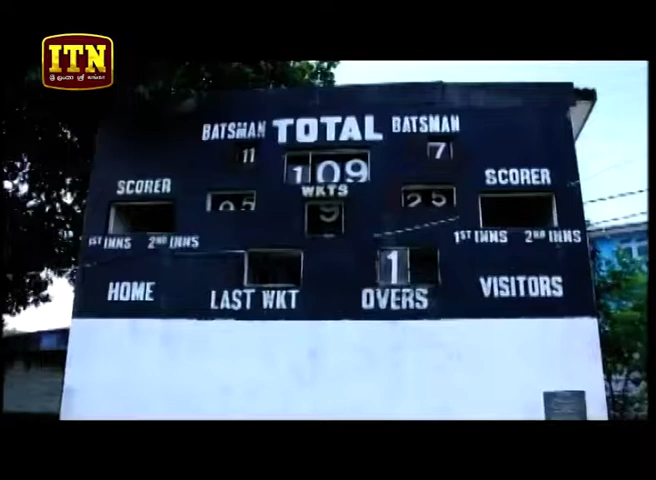 ITN
ශ්‍රී ලංකා
BATSMAN TOTAL BATSMAN
11 109 7
SCORER WKTS SCORER
05 9 25
1ST INNS 2ND INNS 1ST INNS 2ND INNS
1
HOME LAST WKT OVERS VISITORS